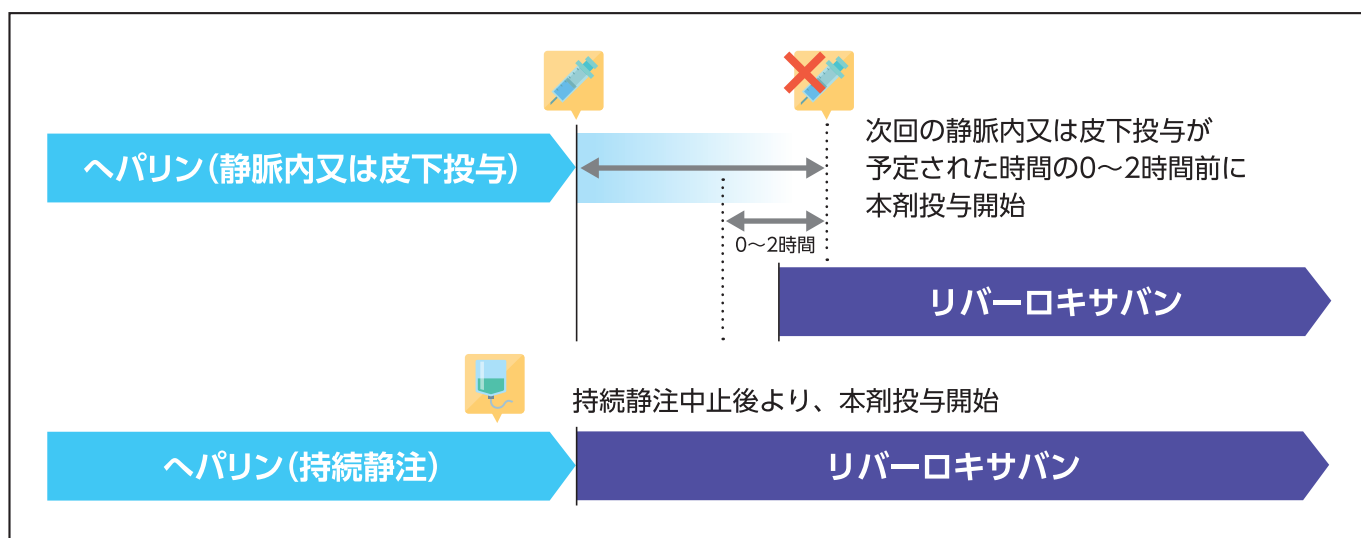 ヘパリン（静脈内又は皮下投与）
次回の静脈内又は皮下投与が
予定された時間の0〜2時間前に
本剤投与開始
0〜2時間
リバーロキサバン
持続静注中止後より、本剤投与開始
ヘパリン（持続静注）
リバーロキサバン